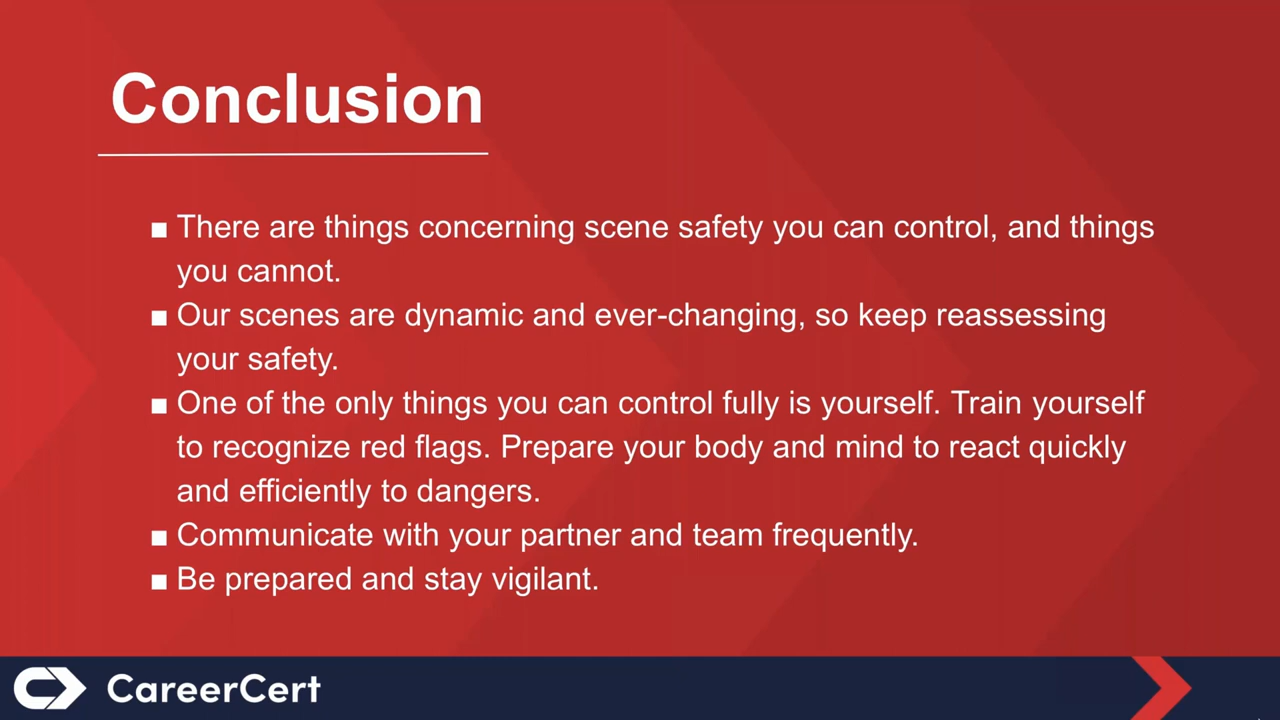 Conclusion
■ There are things concerning scene safety you can control, and things
you cannot.
■ Our scenes are dynamic and ever-changing, so keep reassessing
your safety.
■ One of the only things you can control fully is yourself. Train yourself
to recognize red flags. Prepare your body and mind to react quickly
and efficiently to dangers.
■ Communicate with your partner and team frequently.
■ Be prepared and stay vigilant.
CareerCert